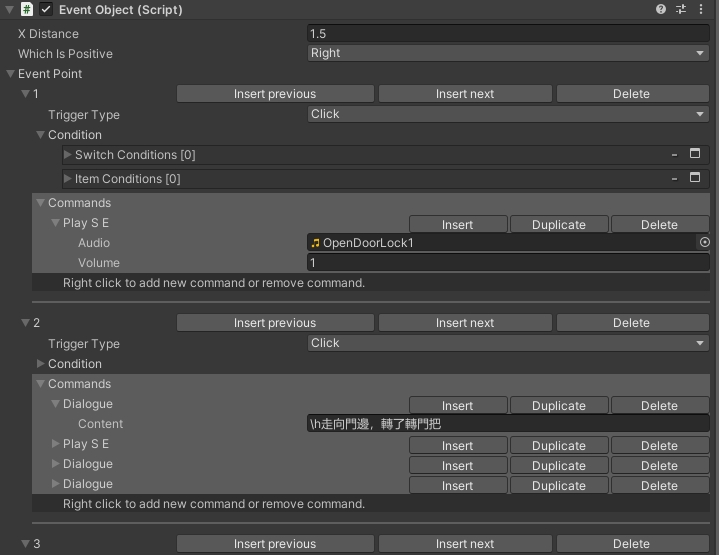 Event Object (Script)
X Distance 1.5
Which Is Positive Right
Event Point
1 Insert previous Insert next Delete
Trigger Type Click
Condition
Switch Conditions [0]
Item Conditions [0]
Commands
Play S E Insert Duplicate Delete
Audio OpenDoorLock1
Volume 1
Right click to add new command or remove command.
2 Insert previous Insert next Delete
Trigger Type Click
Condition
Commands
Dialogue Insert Duplicate Delete
Content \h走向門邊，轉了轉門把
Play S E Insert Duplicate Delete
Dialogue Insert Duplicate Delete
Dialogue Insert Duplicate Delete
Right click to add new command or remove command.
3 Insert previous Insert next Delete